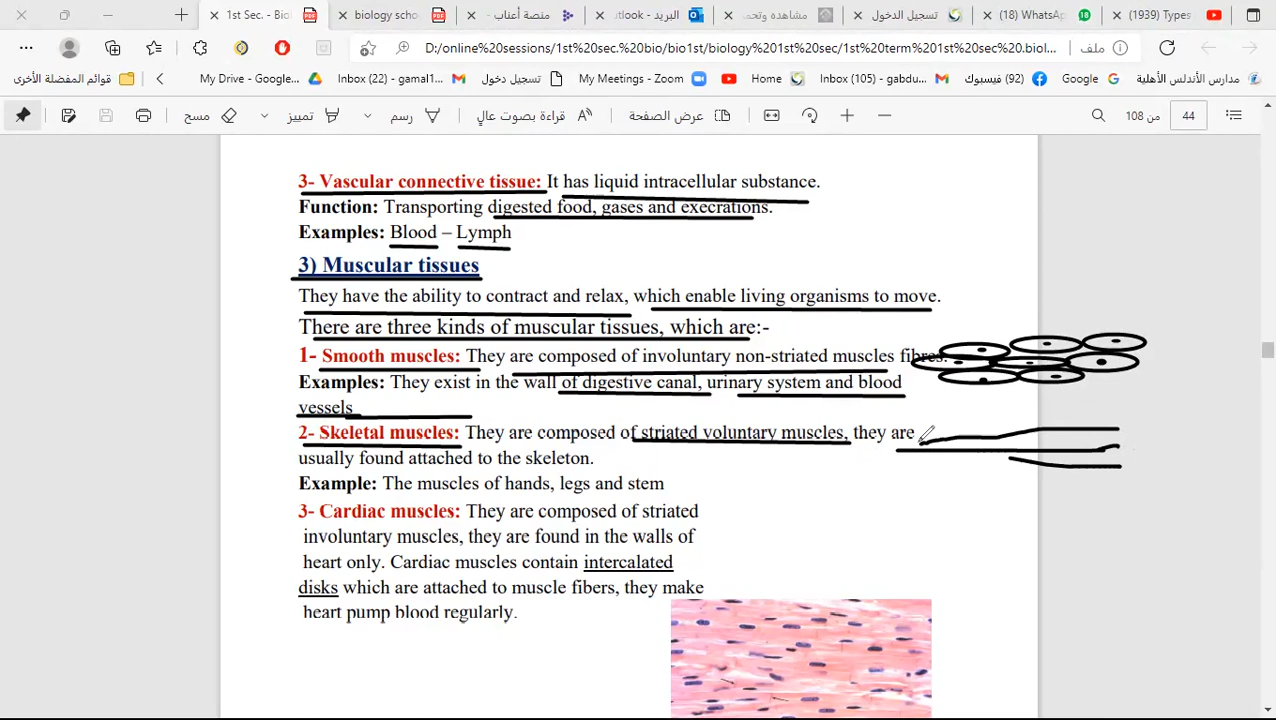 1st Sec. - Bio
biology scho
منصة أعناب -
البريد - utlook
مشاهدة وتحمـ
تسجيل الدخول
(18) WhatsA
(1939) Types
D:/online%20sessions/1st%20sec.%20bio/bio1st/biology%201st%20sec/1st%20term%201st%20sec%20.biol...
ملف
قوائم المفضلة الأخرى
My Drive - Google...
Inbox (22) - gamal1...
تسجيل دخول
My Meetings - Zoom
Home
Inbox (105) - gabdu...
(92) فيسبوك
Google
مدارس الأندلس الأهلية
مسح
تمييز
رسم
قراءة بصوت عالٍ
عرض الصفحة
من 108
44
3- Vascular connective tissue: It has liquid intracellular substance.
Function: Transporting digested food, gases and execrations.
Examples: Blood – Lymph
3) Muscular tissues
They have the ability to contract and relax, which enable living organisms to move.
There are three kinds of muscular tissues, which are:-
1- Smooth muscles: They are composed of involuntary non-striated muscles fibres.
Examples: They exist in the wall of digestive canal, urinary system and blood
vessels
2- Skeletal muscles: They are composed of striated voluntary muscles, they are
usually found attached to the skeleton.
Example: The muscles of hands, legs and stem
3- Cardiac muscles: They are composed of striated
involuntary muscles, they are found in the walls of
heart only. Cardiac muscles contain intercalated
disks which are attached to muscle fibers, they make
heart pump blood regularly.